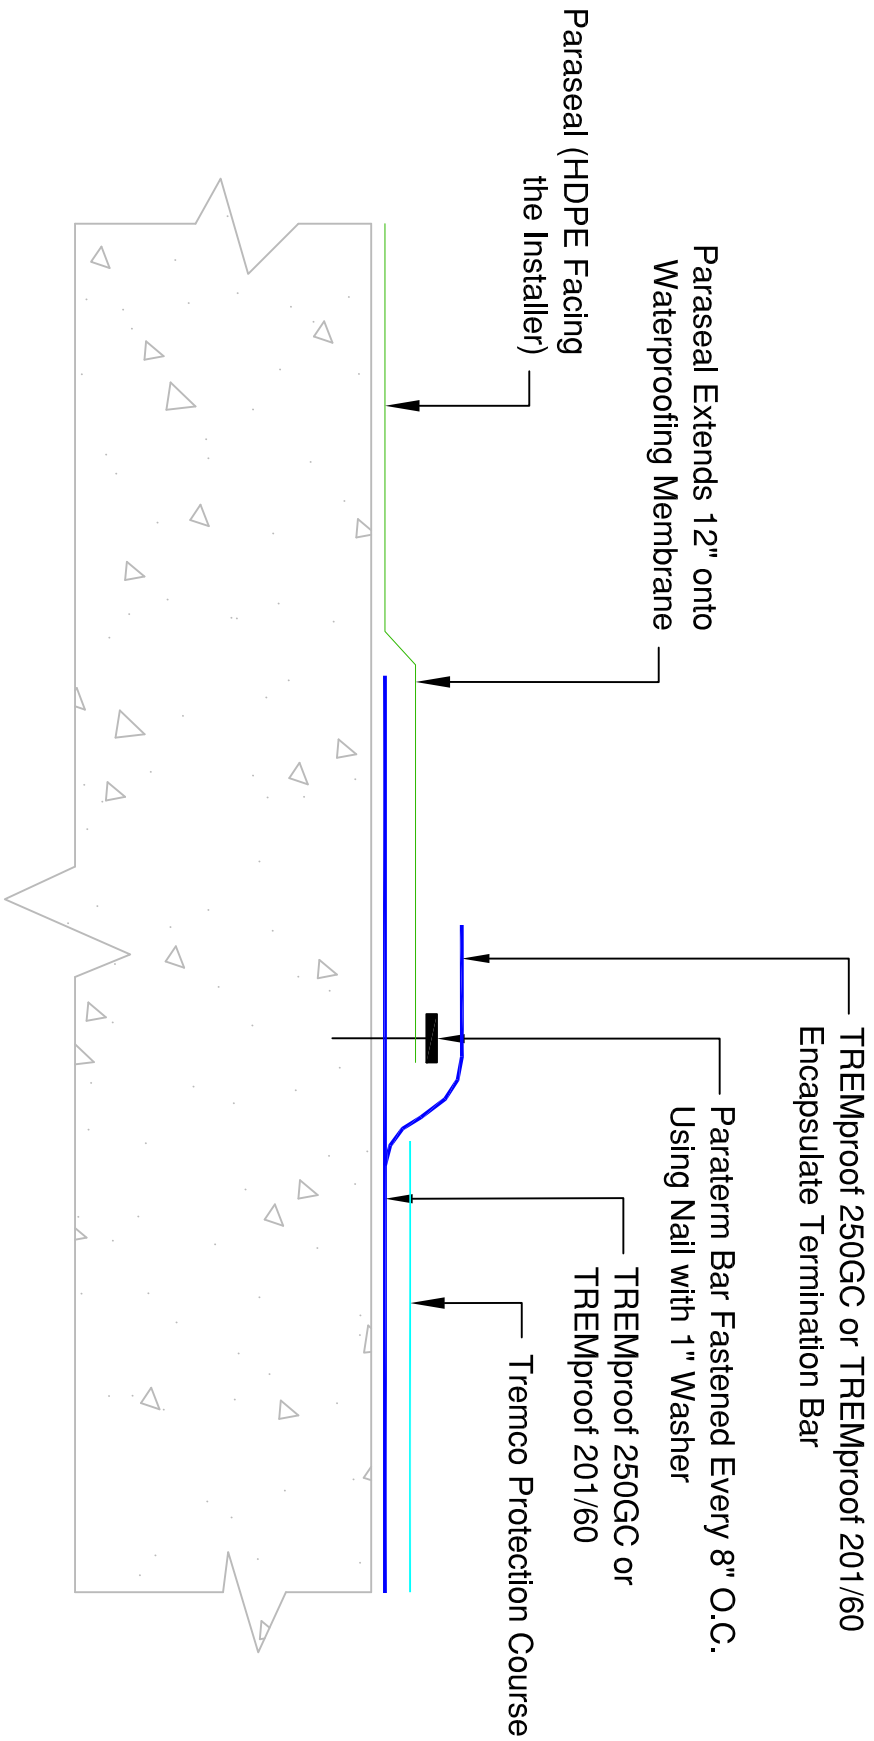 Paraseal (HDPE Facing
the Installer)
Paraseal Extends 12" onto
Waterproofing Membrane
TREMproof 250GC or TREMproof 201/60
Encapsulate Termination Bar
Paraterm Bar Fastened Every 8" O.C.
Using Nail with 1" Washer
TREMproof 250GC or
TREMproof 201/60
Tremco Protection Course